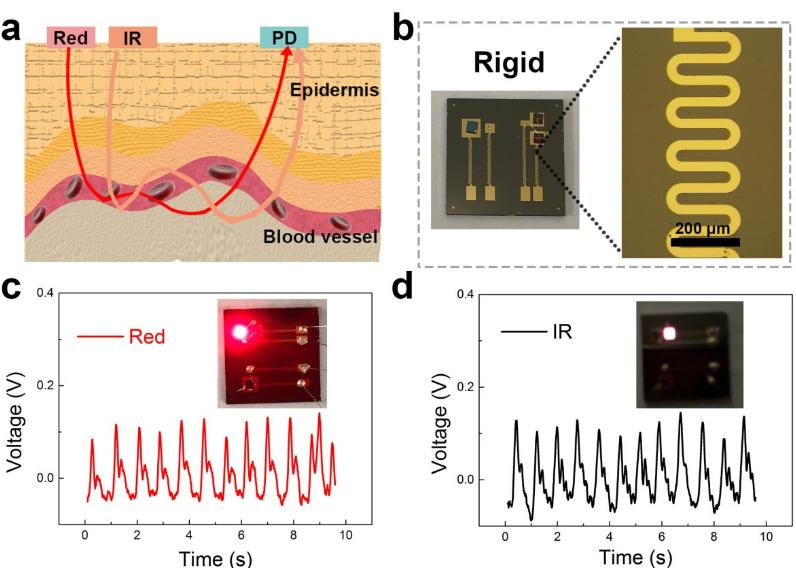 a
Red
IR
PD
Epidermis
Blood vessel
b
Rigid
200 μm
c
Red
0.4
0.2
0.0
Voltage (V)
0
2
4
6
8
10
Time (s)
d
IR
0.4
0.2
0.0
Voltage (V)
0
2
4
6
8
10
Time (s)